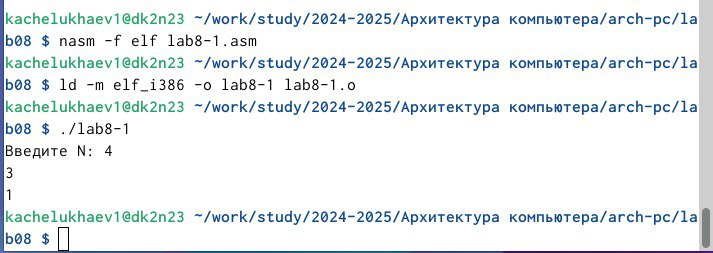 kachelukhaev1@dk2n23 ~/work/study/2024-2025/Архитектура компьютера/arch-pc/la
b08 $ nasm -f elf lab8-1.asm
kachelukhaev1@dk2n23 ~/work/study/2024-2025/Архитектура компьютера/arch-pc/la
b08 $ ld -m elf_i386 -o lab8-1 lab8-1.o
kachelukhaev1@dk2n23 ~/work/study/2024-2025/Архитектура компьютера/arch-pc/la
b08 $ ./lab8-1
Введите N: 4
3
1
kachelukhaev1@dk2n23 ~/work/study/2024-2025/Архитектура компьютера/arch-pc/la
b08 $